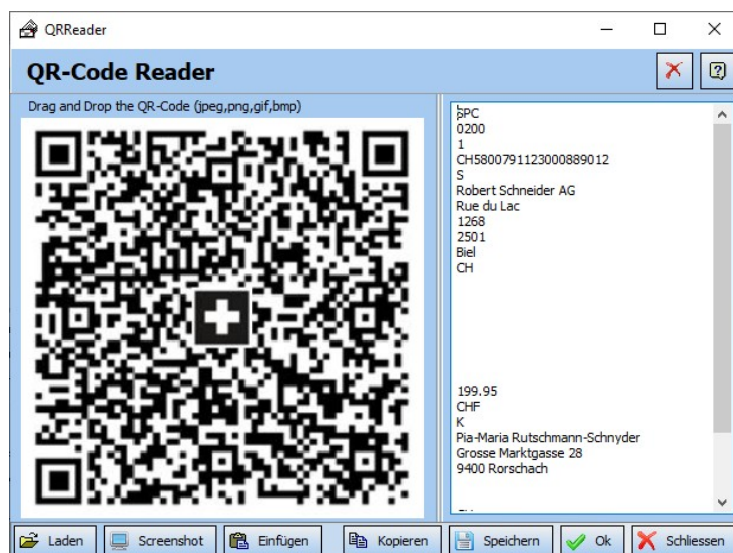 QRReader
QR-Code Reader
Drag and Drop the QR-Code (jpeg,png,gif,bmp)
SPC
0200
1
CH5800791123000889012
S
Robert Schneider AG
Rue du Lac
1268
2501
Biel
CH
199.95
CHF
K
Pia-Maria Rutschmann-Schnyder
Grosse Marktgasse 28
9400 Rorschach
Laden
Screenshot
Einfügen
Kopieren
Speichern
Ok
Schliessen